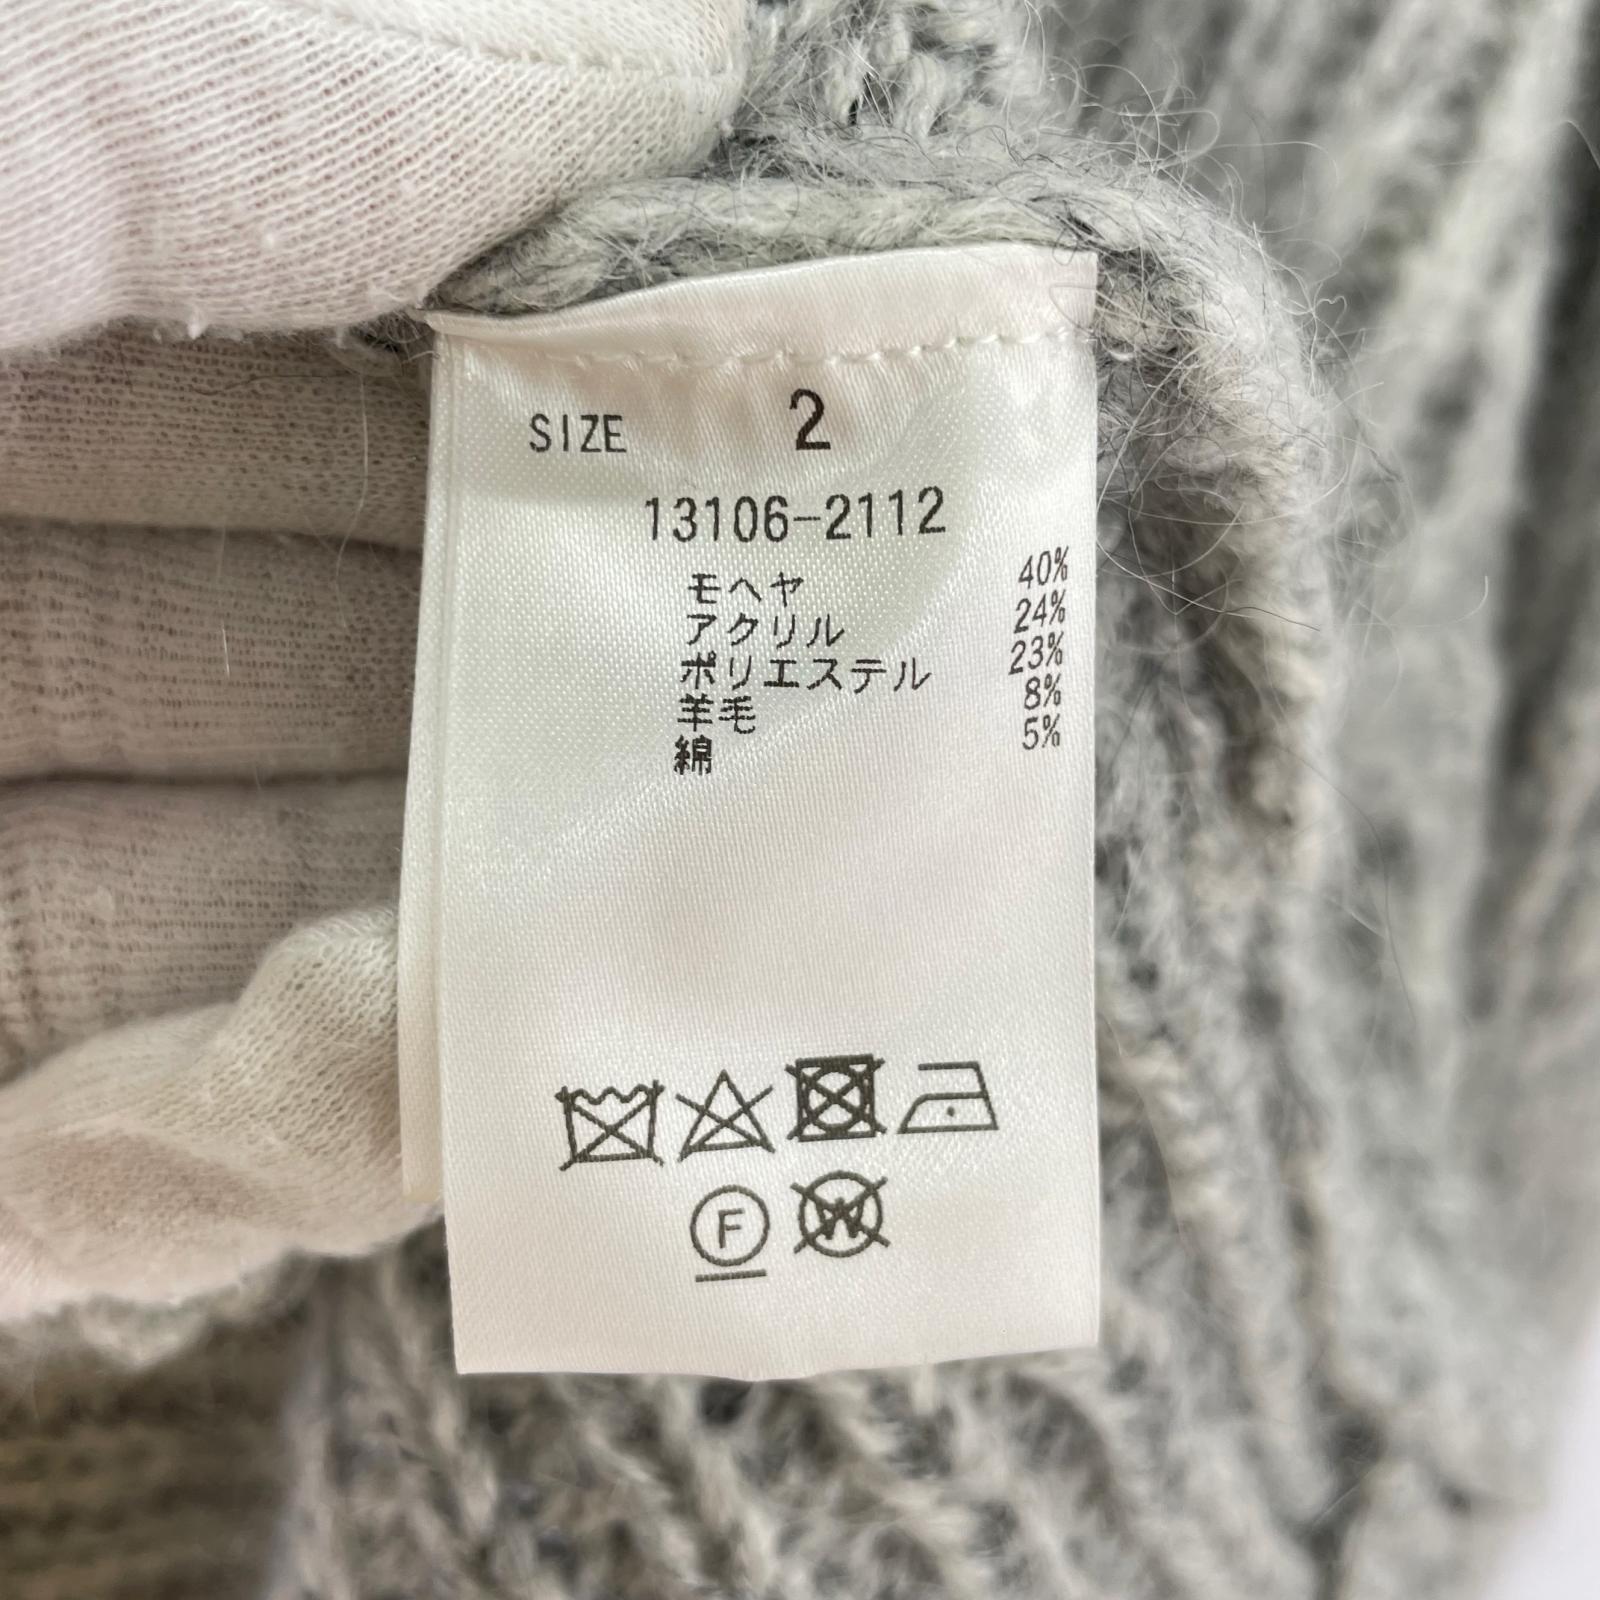 SIZE 2
13106-2112
モヘヤ 40%
アクリル 24%
ポリエステル 23%
羊毛 8%
綿 5%
F W